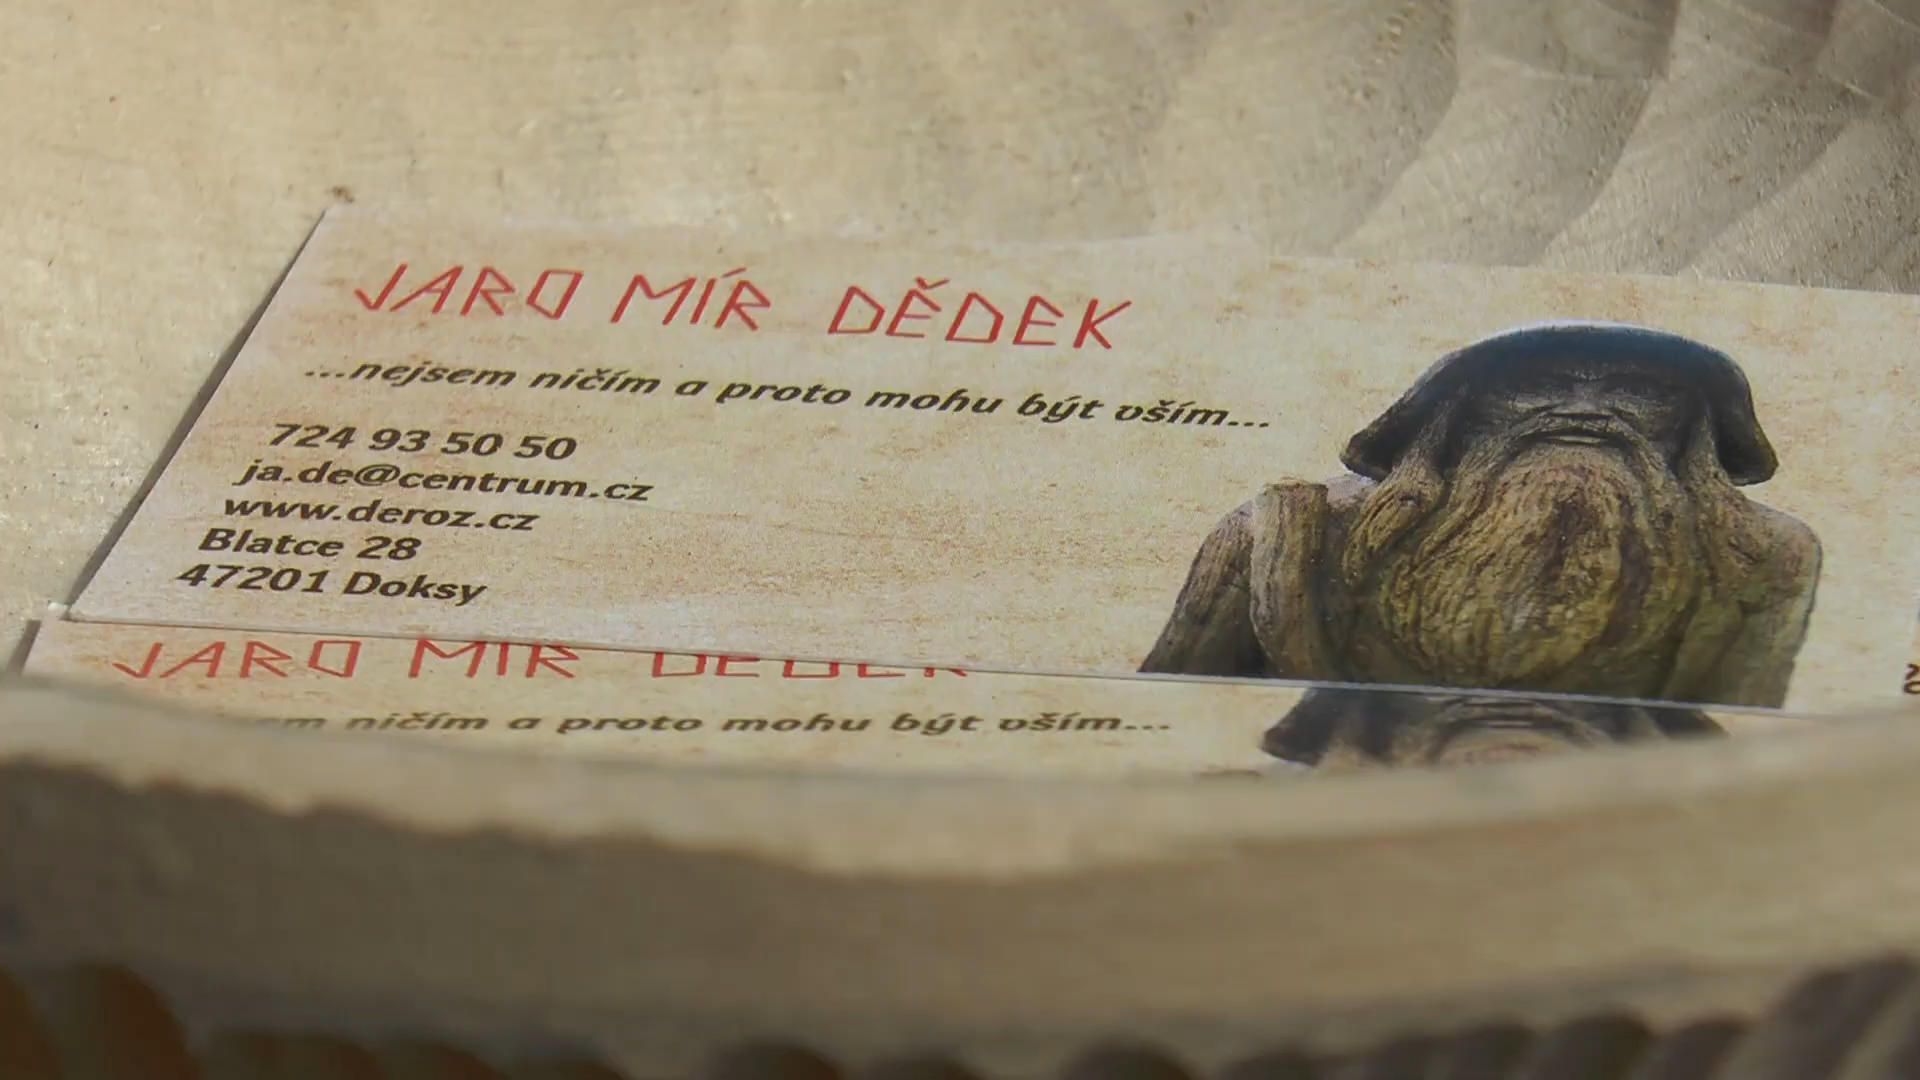 JARO MÍR DĚDEK
...nejsem ničím a proto mohu být vším...
724 93 50 50
ja.de@centrum.cz
www.deroz.cz
Blatce 28
47201 Doksy
JARO MÍR DĚDEK
ničím a proto mohu být vším...